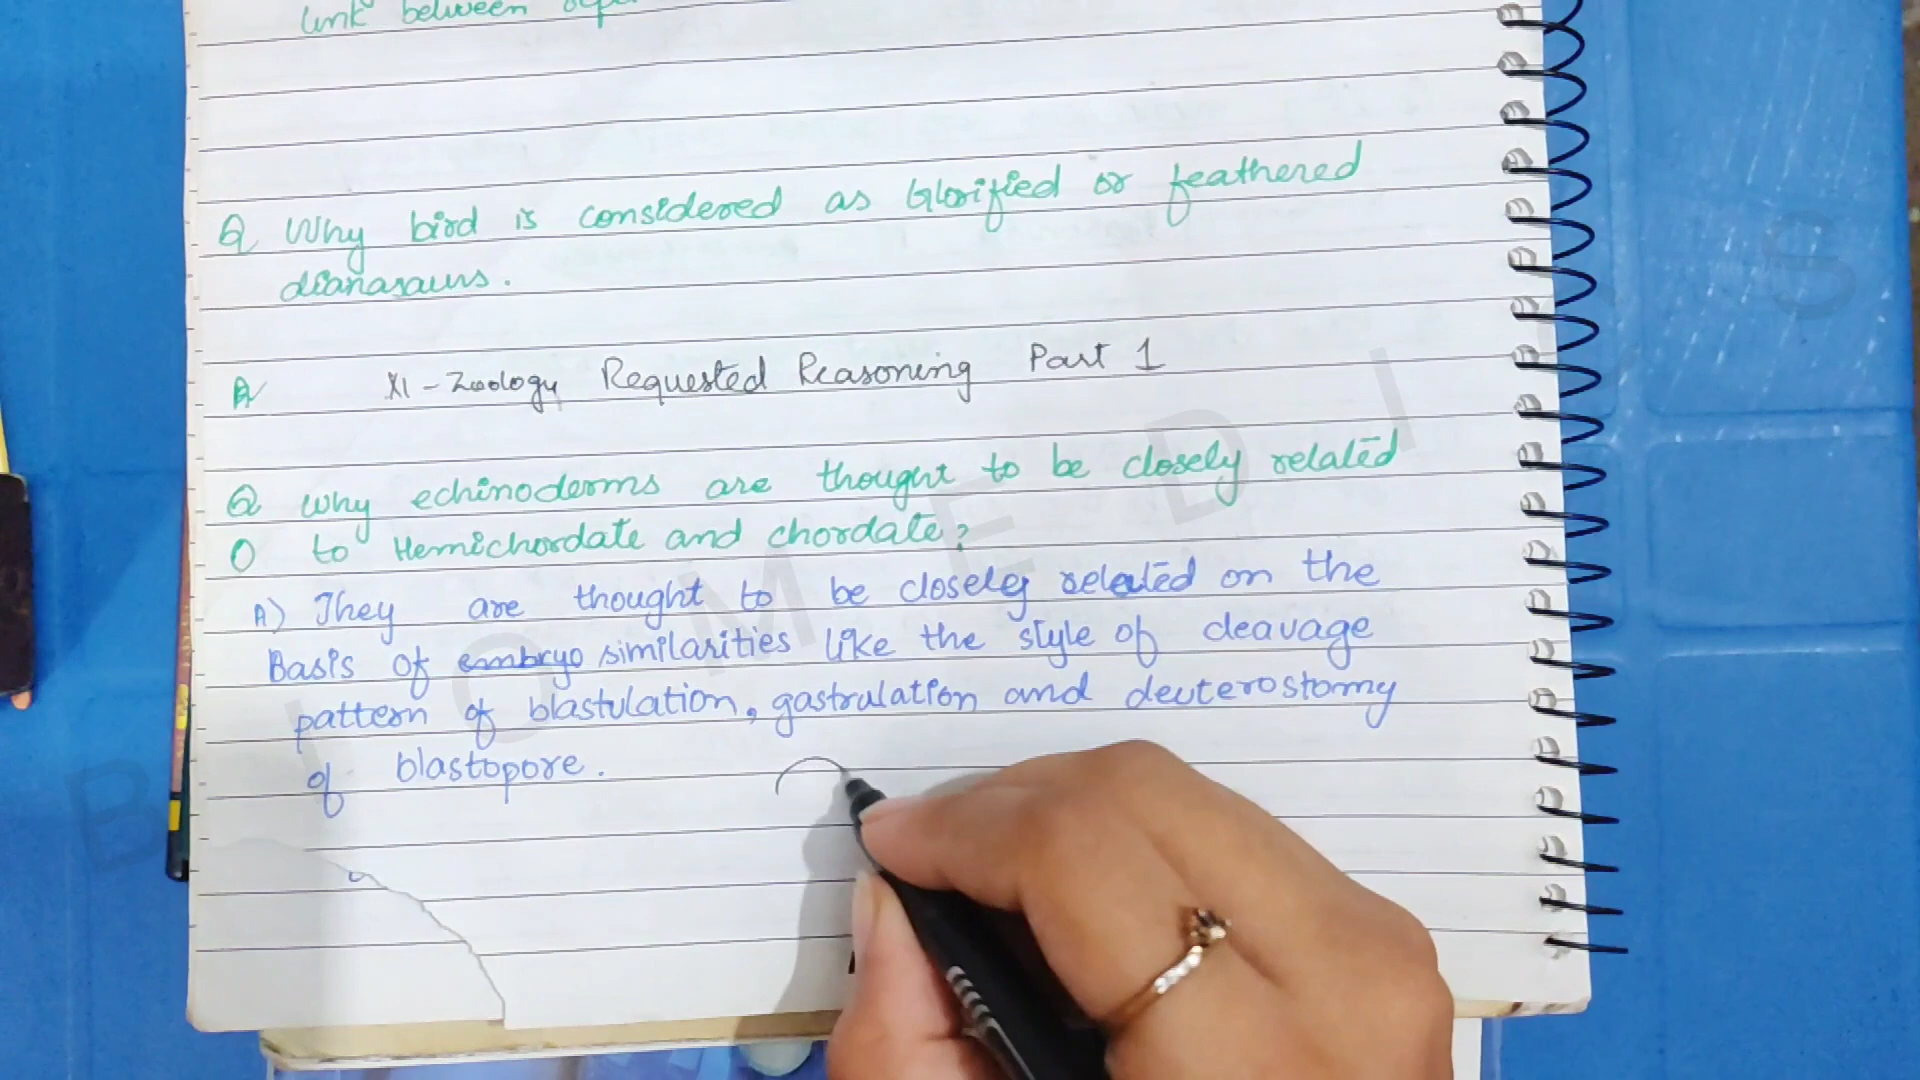 link between
Q Why bird is considered as Glorified or feathered
dianasaurs.
A XI - Zoology Requested Reasoning Part 1
Q Why echinoderms are thought to be closely related
O to Hemichordate and chordate?
A) They are thought to be closely related on the
Basis of embryo similarities like the style of cleavage
pattern of blastulation, gastrulation and deuterostomy
of blastopore.
BIOMEDIS